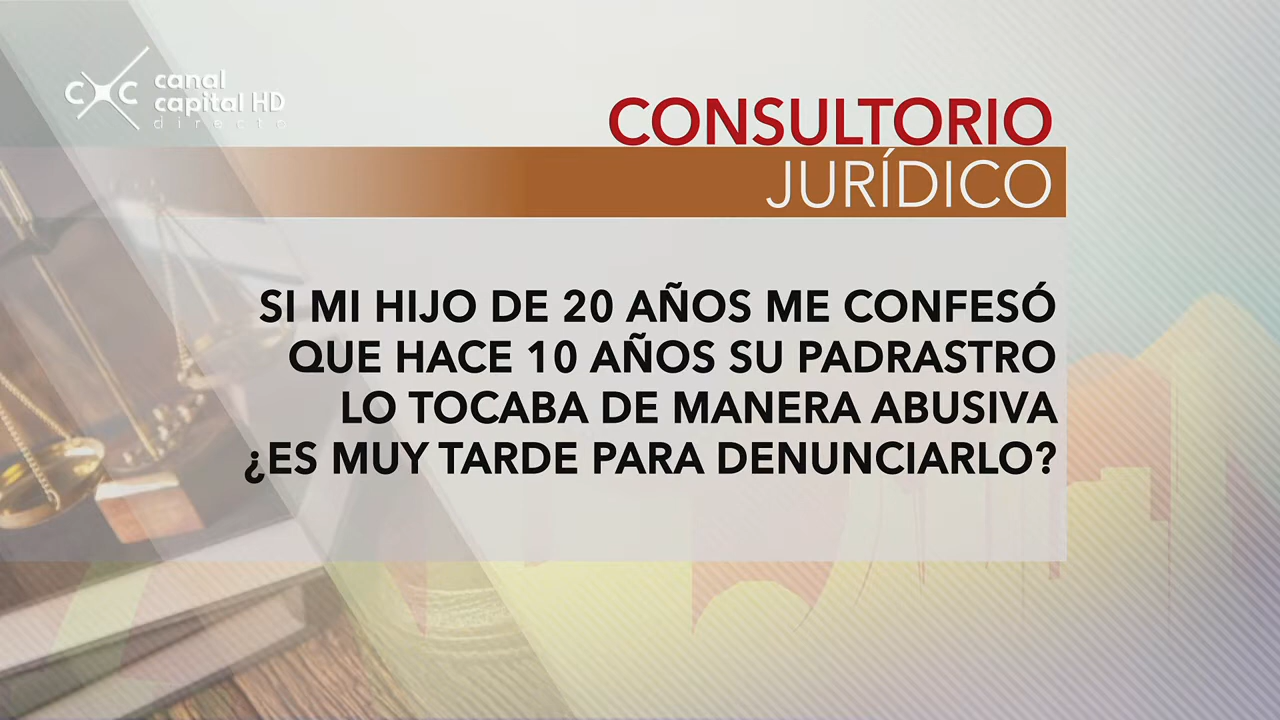 canal
capital HD
directo
CONSULTORIO
JURÍDICO
SI MI HIJO DE 20 AÑOS ME CONFESÓ
QUE HACE 10 AÑOS SU PADRASTRO
LO TOCABA DE MANERA ABUSIVA
¿ES MUY TARDE PARA DENUNCIARLO?